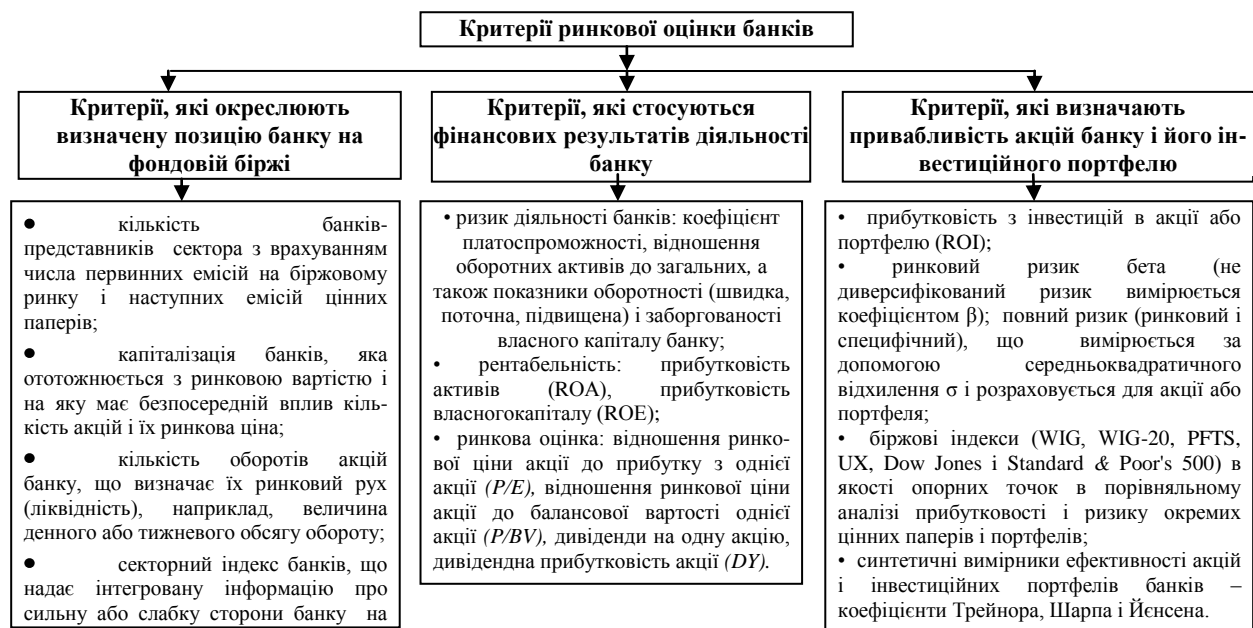 Критерії ринкової оцінки банків
Критерії, які окреслюють
визначену позицію банку на
фондовій біржі
• кількість банків-
представників сектора з врахуванням
числа первинних емісій на біржовому
ринку і наступних емісій цінних
паперів;
• капіталізація банків, яка
ототожнюється з ринковою вартістю і
на яку має безпосередній вплив кіль-
кість акцій і їх ринкова ціна;
• кількість оборотів акцій
банку, що визначає їх ринковий рух
(ліквідність), наприклад, величина
денного або тижневого обсягу обороту;
• секторний індекс банків, що
надає інтегровану інформацію про
сильну або слабку сторони банку на
Критерії, які стосуються
фінансових результатів діяльності
банку
• ризик діяльності банків: коефіцієнт
платоспроможності, відношення
оборотних активів до загальних, а
також показники оборотності (швидка,
поточна, підвищена) і заборгованості
власного капіталу банку;
• рентабельність: прибутковість
активів (ROA), прибутковість
власногокапіталу (ROE);
• ринкова оцінка: відношення ринко-
вої ціни акції до прибутку з однієї
акції (P/E), відношення ринкової ціни
акції до балансової вартості однієї
акції (P/BV), дивіденди на одну акцію,
дивідендна прибутковість акції (DY).
Критерії, які визначають
привабливість акцій банку і його ін-
вестиційного портфелю
• прибутковість з інвестицій в акції або
портфелю (ROI);
• ринковий ризик бета (не
диверсифікований ризик вимірюється
коефіцієнтом β); повний ризик (ринковий і
специфічний), що вимірюється за
допомогою середньоквадратичного
відхилення σ і розраховується для акції або
портфеля;
• біржові індекси (WIG, WIG-20, PFTS,
UX, Dow Jones і Standard & Poor's 500) в
якості опорних точок в порівняльному
аналізі прибутковості і ризику окремих
цінних паперів і портфелів;
• синтетичні вимірники ефективності акцій
і інвестиційних портфелів банків –
коефіцієнти Трейнора, Шарпа і Йєнсена.